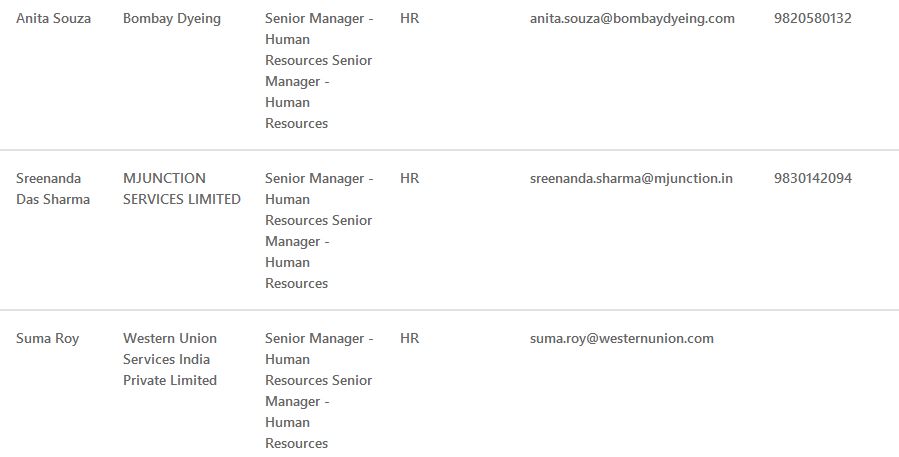 Anita Souza Bombay Dyeing Senior Manager - HR anita.souza@bombaydyeing.com 9820580132
Human
Resources Senior
Manager -
Human
Resources
Sreenanda MJUNCTION Senior Manager - HR sreenanda.sharma@mjunction.in 9830142094
Das Sharma SERVICES LIMITED Human
Resources Senior
Manager -
Human
Resources
Suma Roy Western Union Senior Manager - HR suma.roy@westernunion.com
Services India Human
Private Limited Resources Senior
Manager -
Human
Resources